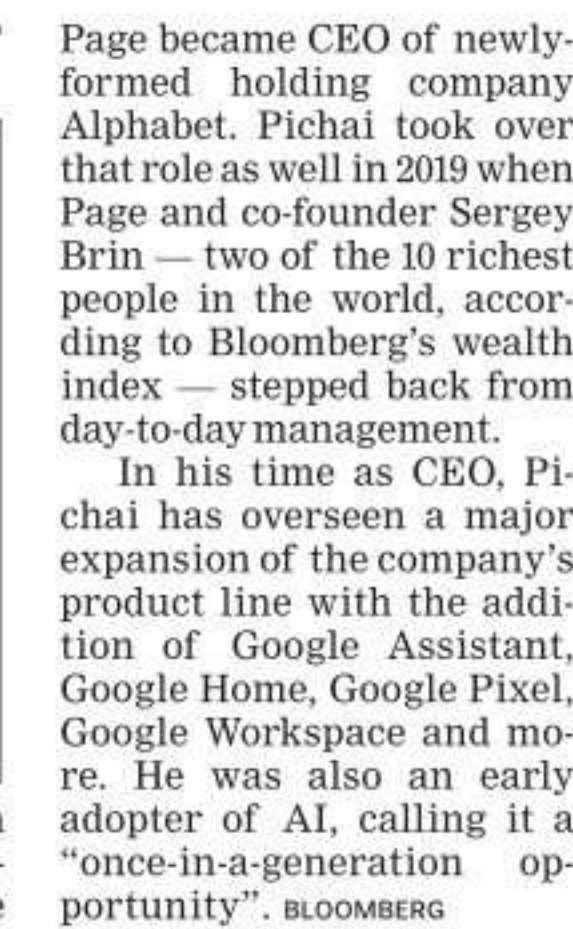 Page became CEO of newly-
formed holding company
Alphabet. Pichai took over
that role as well in 2019 when
Page and co-founder Sergey
Brin — two of the 10 richest
people in the world, accor-
ding to Bloomberg's wealth
index — stepped back from
day-to-day management.
In his time as CEO, Pi-
chai has overseen a major
expansion of the company's
product line with the addi-
tion of Google Assistant,
Google Home, Google Pixel,
Google Workspace and mo-
re. He was also an early
adopter of AI, calling it a
“once-in-a-generation op-
portunity”. BLOOMBERG